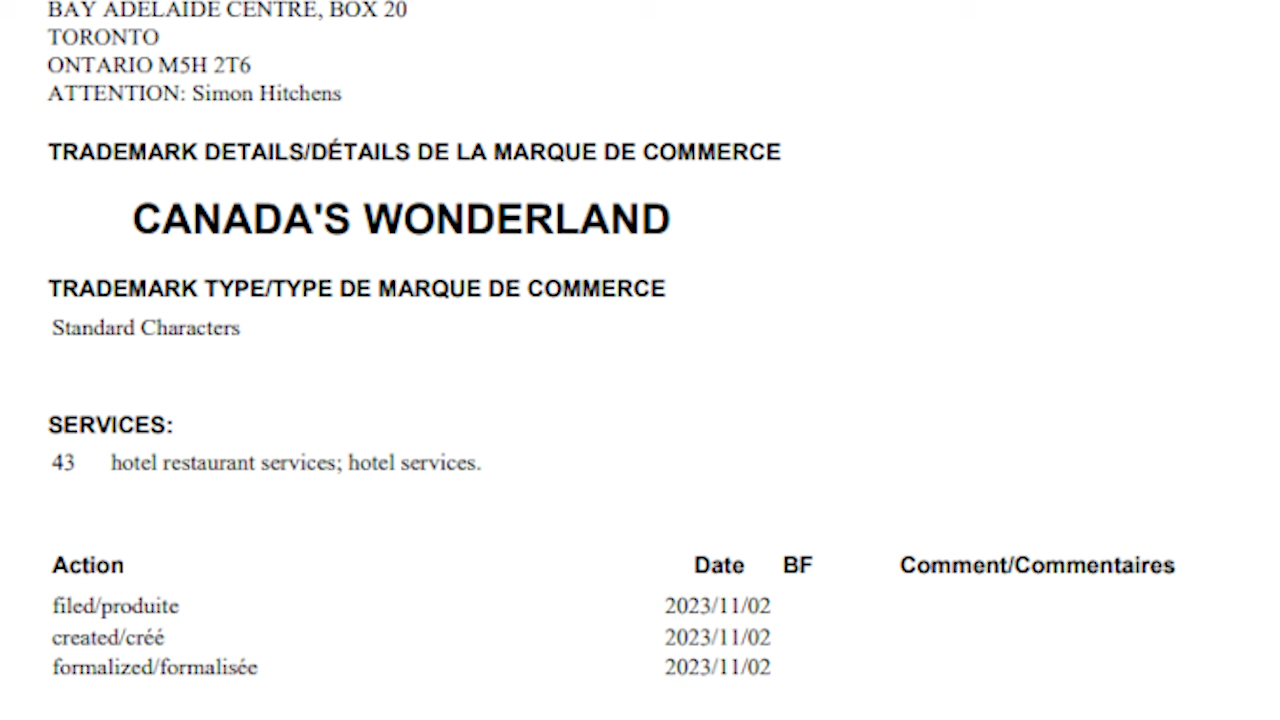 BAY ADELAIDE CENTRE, BOX 20
TORONTO
ONTARIO M5H 2T6
ATTENTION: Simon Hitchens
TRADEMARK DETAILS/DÉTAILS DE LA MARQUE DE COMMERCE
CANADA'S WONDERLAND
TRADEMARK TYPE/TYPE DE MARQUE DE COMMERCE
Standard Characters
SERVICES:
43 hotel restaurant services; hotel services.
Action Date BF Comment/Commentaires
filed/produite 2023/11/02
created/créé 2023/11/02
formalized/formalisée 2023/11/02